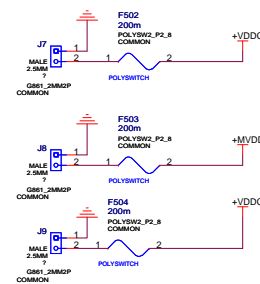 F502
200m
POLYSW2_P2_8
COMMON
+VDDC
J7
1
2
1
2
MALE
2.5MM
?
G861_2MM2P
COMMON
POLYSWITCH
F503
200m
POLYSW2_P2_8
COMMON
+MVDD
J8
1
2
1
2
MALE
2.5MM
?
G861_2MM2P
COMMON
POLYSWITCH
F504
200m
POLYSW2_P2_8
COMMON
+VDDC
J9
1
2
1
2
MALE
2.5MM
?
G861_2MM2P
COMMON
POLYSWITCH